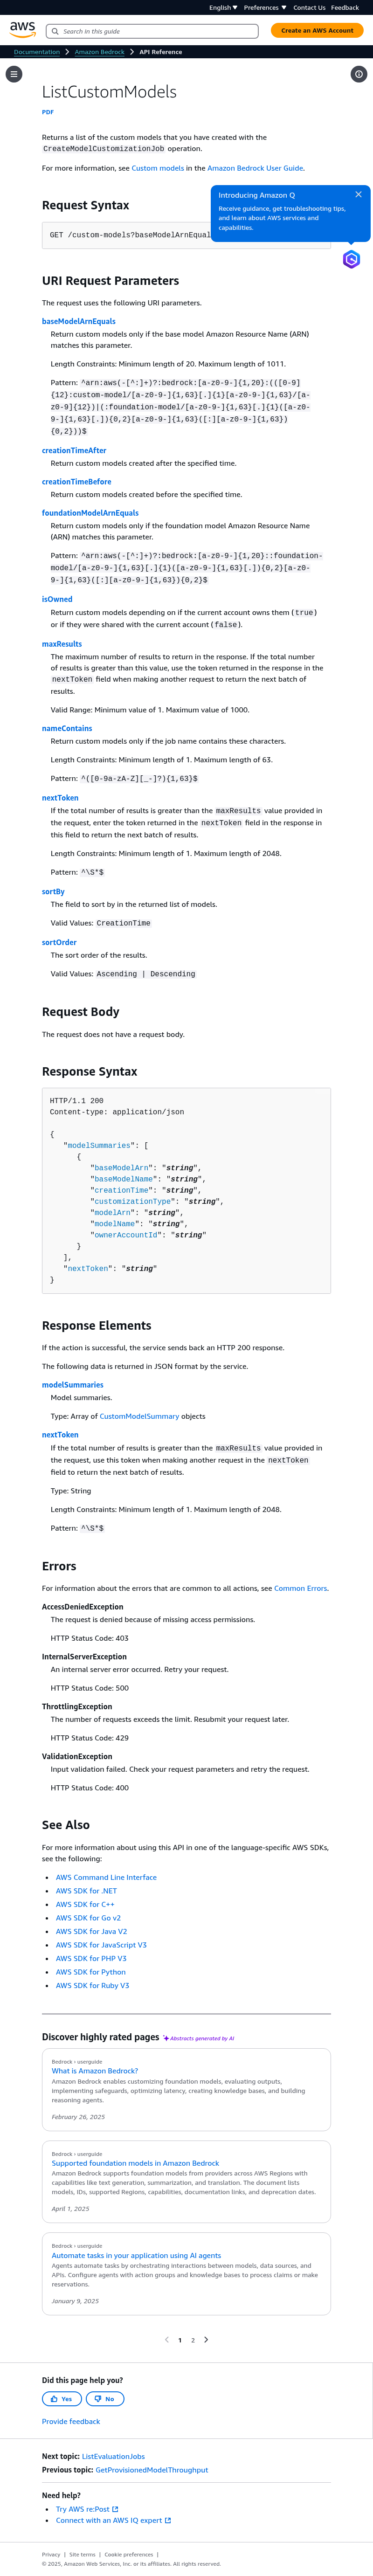 English Preferences Contact Us Feedback
aws
Search in this guide
Create an AWS Account
Documentation Amazon Bedrock API Reference
ListCustomModels
PDF
Returns a list of the custom models that you have created with the
CreateModelCustomizationJob operation.
For more information, see Custom models in the Amazon Bedrock User Guide.
Introducing Amazon Q
Receive guidance, get troubleshooting tips,
and learn about AWS services and
capabilities.
Request Syntax
GET /custom-models?baseModelArnEqual
URI Request Parameters
The request uses the following URI parameters.
baseModelArnEquals
Return custom models only if the base model Amazon Resource Name (ARN)
matches this parameter.
Length Constraints: Minimum length of 20. Maximum length of 1011.
Pattern: ^arn:aws(-[^:]+)?:bedrock:[a-z0-9-]{1,20}:(([0-9]
{12}:custom-model/[a-z0-9-]{1,63}[.]{1}[a-z0-9-]{1,63}/[a-
z0-9]{12})|(:foundation-model/[a-z0-9-]{1,63}[.]{1}([a-z0-
9-]{1,63}[.]){0,2}[a-z0-9-]{1,63}([:][a-z0-9-]{1,63})
{0,2}))$
creationTimeAfter
Return custom models created after the specified time.
creationTimeBefore
Return custom models created before the specified time.
foundationModelArnEquals
Return custom models only if the foundation model Amazon Resource Name
(ARN) matches this parameter.
Pattern: ^arn:aws(-[^:]+)?:bedrock:[a-z0-9-]{1,20}::foundation-
model/[a-z0-9-]{1,63}[.]{1}([a-z0-9-]{1,63}[.]){0,2}[a-z0-
9-]{1,63}([:][a-z0-9-]{1,63}){0,2}$
isOwned
Return custom models depending on if the current account owns them (true)
or if they were shared with the current account (false).
maxResults
The maximum number of results to return in the response. If the total number
of results is greater than this value, use the token returned in the response in the
nextToken field when making another request to return the next batch of
results.
Valid Range: Minimum value of 1. Maximum value of 1000.
nameContains
Return custom models only if the job name contains these characters.
Length Constraints: Minimum length of 1. Maximum length of 63.
Pattern: ^([0-9a-zA-Z][_-]?){1,63}$
nextToken
If the total number of results is greater than the maxResults value provided in
the request, enter the token returned in the nextToken field in the response in
this field to return the next batch of results.
Length Constraints: Minimum length of 1. Maximum length of 2048.
Pattern: ^\S*$
sortBy
The field to sort by in the returned list of models.
Valid Values: CreationTime
sortOrder
The sort order of the results.
Valid Values: Ascending | Descending
Request Body
The request does not have a request body.
Response Syntax
HTTP/1.1 200
Content-type: application/json
{
"modelSummaries": [
{
"baseModelArn": "string",
"baseModelName": "string",
"creationTime": "string",
"customizationType": "string",
"modelArn": "string",
"modelName": "string",
"ownerAccountId": "string"
}
],
"nextToken": "string"
}
Response Elements
If the action is successful, the service sends back an HTTP 200 response.
The following data is returned in JSON format by the service.
modelSummaries
Model summaries.
Type: Array of CustomModelSummary objects
nextToken
If the total number of results is greater than the maxResults value provided in
the request, use this token when making another request in the nextToken
field to return the next batch of results.
Type: String
Length Constraints: Minimum length of 1. Maximum length of 2048.
Pattern: ^\S*$
Errors
For information about the errors that are common to all actions, see Common Errors.
AccessDeniedException
The request is denied because of missing access permissions.
HTTP Status Code: 403
InternalServerException
An internal server error occurred. Retry your request.
HTTP Status Code: 500
ThrottlingException
The number of requests exceeds the limit. Resubmit your request later.
HTTP Status Code: 429
ValidationException
Input validation failed. Check your request parameters and retry the request.
HTTP Status Code: 400
See Also
For more information about using this API in one of the language-specific AWS SDKs,
see the following:
• AWS Command Line Interface
• AWS SDK for .NET
• AWS SDK for C++
• AWS SDK for Go v2
• AWS SDK for Java V2
• AWS SDK for JavaScript V3
• AWS SDK for PHP V3
• AWS SDK for Python
• AWS SDK for Ruby V3
Discover highly rated pages Abstracts generated by AI
Bedrock › userguide
What is Amazon Bedrock?
Amazon Bedrock enables customizing foundation models, evaluating outputs,
implementing safeguards, optimizing latency, creating knowledge bases, and building
reasoning agents.
February 26, 2025
Bedrock › userguide
Supported foundation models in Amazon Bedrock
Amazon Bedrock supports foundation models from providers across AWS Regions with
capabilities like text generation, summarization, and translation. The document lists
models, IDs, supported Regions, capabilities, documentation links, and deprecation dates.
April 1, 2025
Bedrock › userguide
Automate tasks in your application using AI agents
Agents automate tasks by orchestrating interactions between models, data sources, and
APIs. Configure agents with action groups and knowledge bases to process claims or make
reservations.
January 9, 2025
1 2
Did this page help you?
Yes No
Provide feedback
Next topic: ListEvaluationJobs
Previous topic: GetProvisionedModelThroughput
Need help?
• Try AWS re:Post
• Connect with an AWS IQ expert
Privacy | Site terms | Cookie preferences |
© 2025, Amazon Web Services, Inc. or its affiliates. All rights reserved.